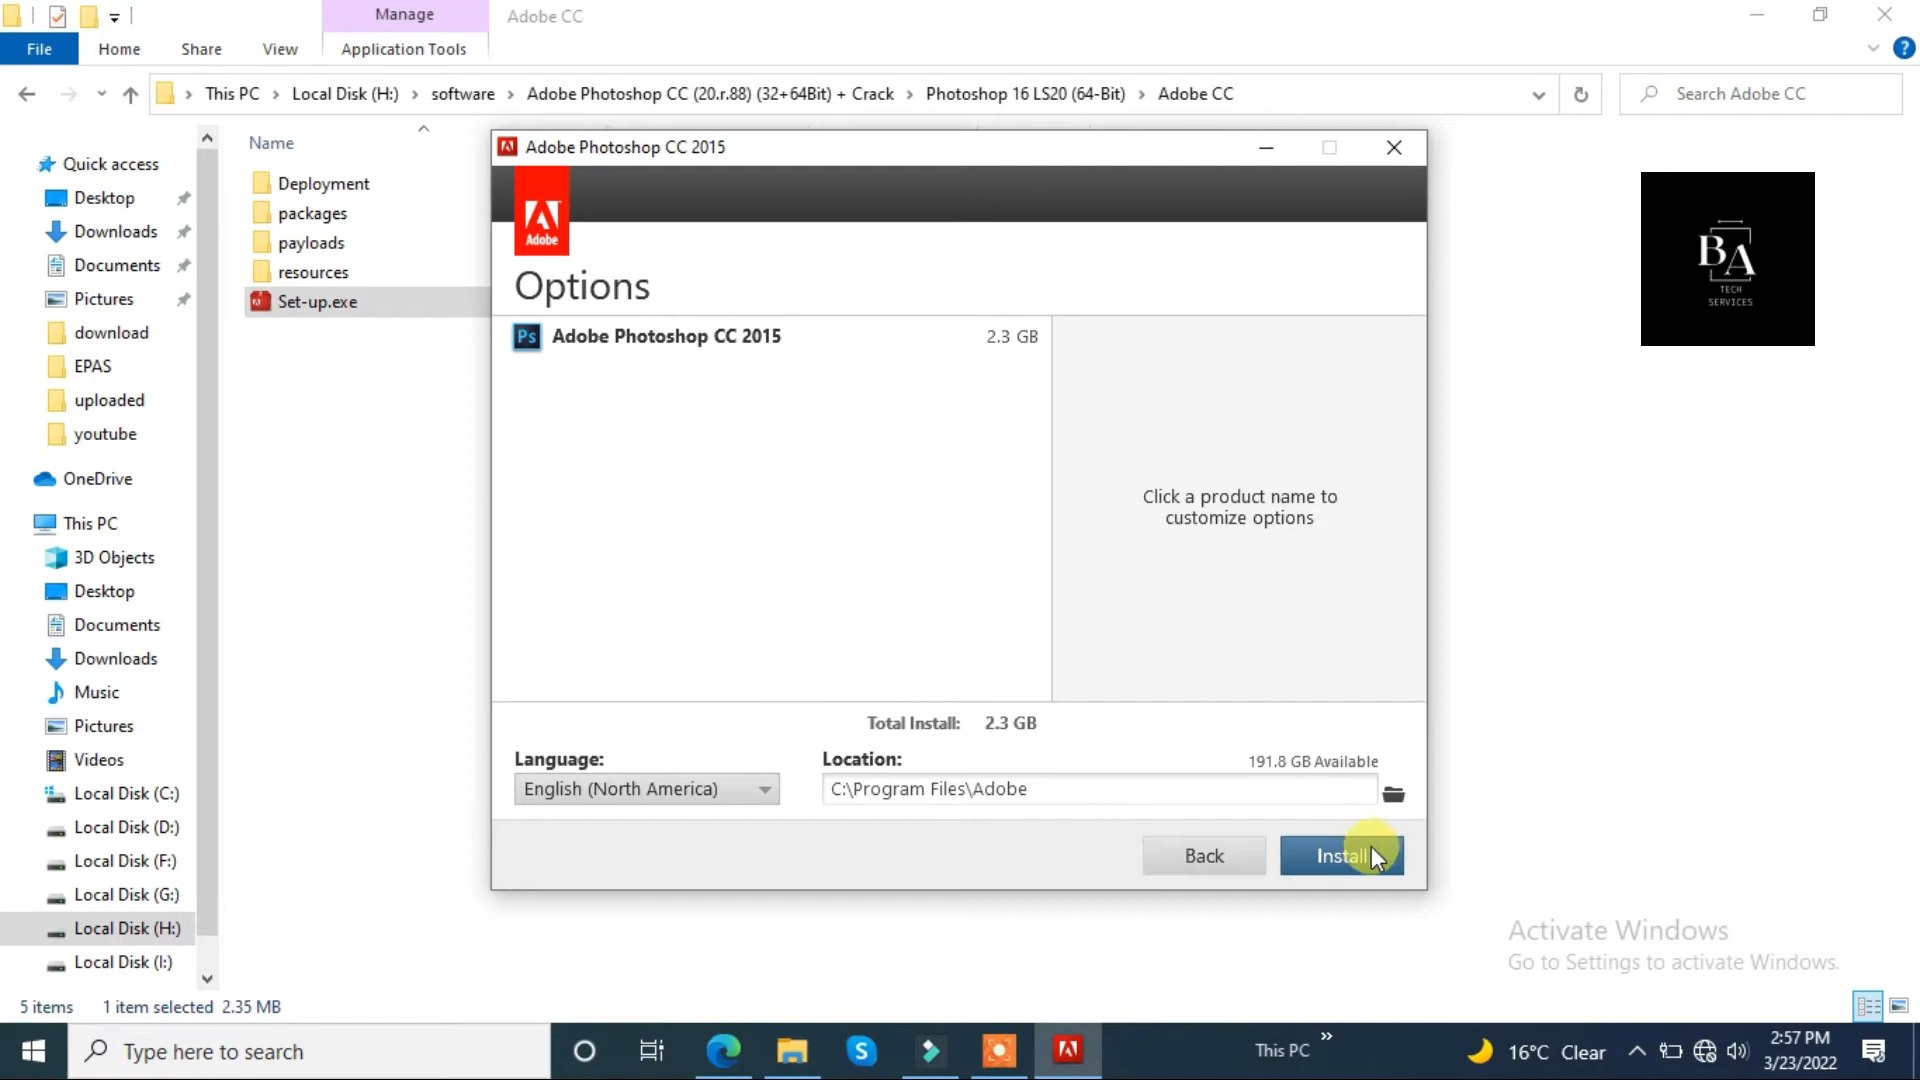 Manage
Adobe CC
File
Home
Share
View
Application Tools
?
This PC
Local Disk (H:)
software
Adobe Photoshop CC (20.r.88) (32+64Bit) + Crack
Photoshop 16 LS20 (64-Bit)
Adobe CC
Search Adobe CC
Name
Quick access
Desktop
Downloads
Documents
Pictures
download
EPAS
uploaded
youtube
OneDrive
This PC
3D Objects
Desktop
Documents
Downloads
Music
Pictures
Videos
Local Disk (C:)
Local Disk (D:)
Local Disk (F:)
Local Disk (G:)
Local Disk (H:)
Local Disk (I:)
Deployment
packages
payloads
resources
Set-up.exe
Adobe Photoshop CC 2015
Adobe
Options
Ps
Adobe Photoshop CC 2015
2.3 GB
Click a product name to
customize options
Total Install: 2.3 GB
Language:
English (North America)
Location:
191.8 GB Available
C:\Program Files\Adobe
Back
Install
BA
TECH
SERVICES
Activate Windows
Go to Settings to activate Windows.
5 items
1 item selected 2.35 MB
Type here to search
S
This PC
16°C Clear
2:57 PM
3/23/2022